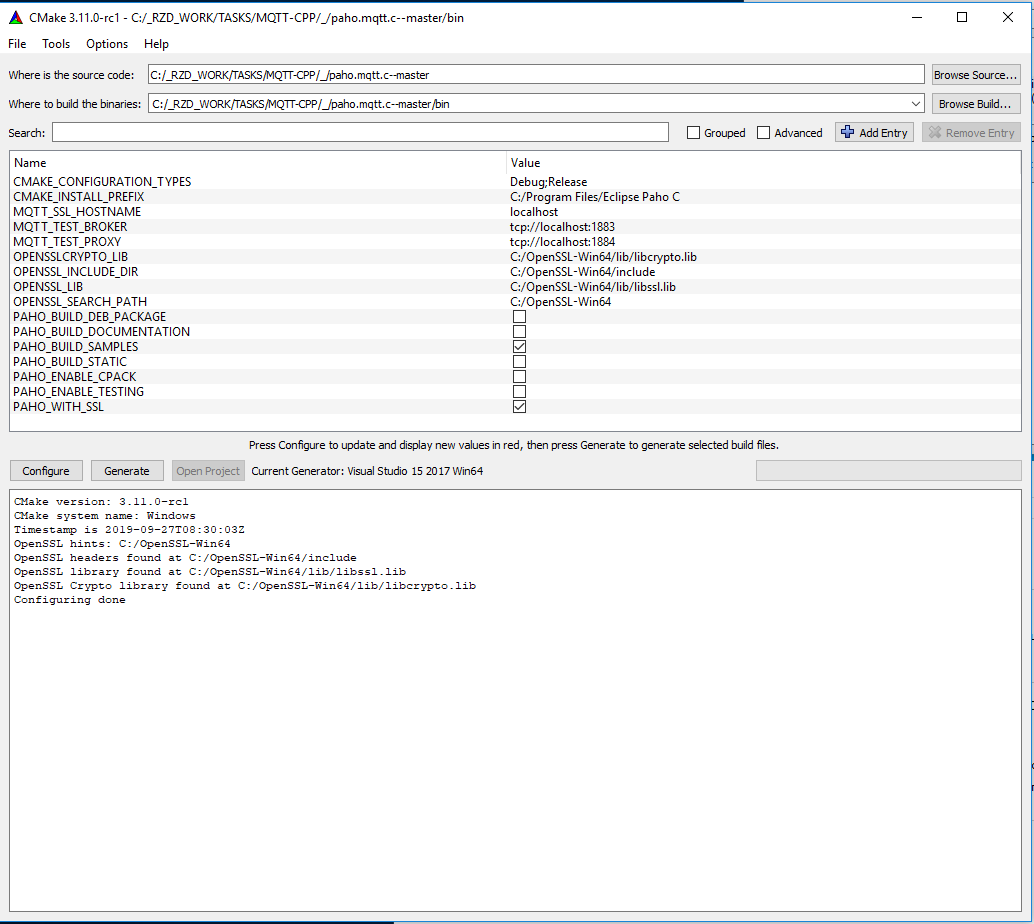 CMake 3.11.0-rc1 - C:/_RZD_WORK/TASKS/MQTT-CPP/_/paho.mqtt.c--master/bin
File Tools Options Help
Where is the source code: C:/_RZD_WORK/TASKS/MQTT-CPP/_/paho.mqtt.c--master Browse Source...
Where to build the binaries: C:/_RZD_WORK/TASKS/MQTT-CPP/_/paho.mqtt.c--master/bin Browse Build...
Search: Grouped Advanced Add Entry Remove Entry
Name Value
CMAKE_CONFIGURATION_TYPES Debug;Release
CMAKE_INSTALL_PREFIX C:/Program Files/Eclipse Paho C
MQTT_SSL_HOSTNAME localhost
MQTT_TEST_BROKER tcp://localhost:1883
MQTT_TEST_PROXY tcp://localhost:1884
OPENSSLCRYPTO_LIB C:/OpenSSL-Win64/lib/libcrypto.lib
OPENSSL_INCLUDE_DIR C:/OpenSSL-Win64/include
OPENSSL_LIB C:/OpenSSL-Win64/lib/libssl.lib
OPENSSL_SEARCH_PATH C:/OpenSSL-Win64
PAHO_BUILD_DEB_PACKAGE
PAHO_BUILD_DOCUMENTATION
PAHO_BUILD_SAMPLES
PAHO_BUILD_STATIC
PAHO_ENABLE_CPACK
PAHO_ENABLE_TESTING
PAHO_WITH_SSL
Press Configure to update and display new values in red, then press Generate to generate selected build files.
Configure Generate Open Project Current Generator: Visual Studio 15 2017 Win64
CMake version: 3.11.0-rc1
CMake system name: Windows
Timestamp is 2019-09-27T08:30:03Z
OpenSSL hints: C:/OpenSSL-Win64
OpenSSL headers found at C:/OpenSSL-Win64/include
OpenSSL library found at C:/OpenSSL-Win64/lib/libssl.lib
OpenSSL Crypto library found at C:/OpenSSL-Win64/lib/libcrypto.lib
Configuring done